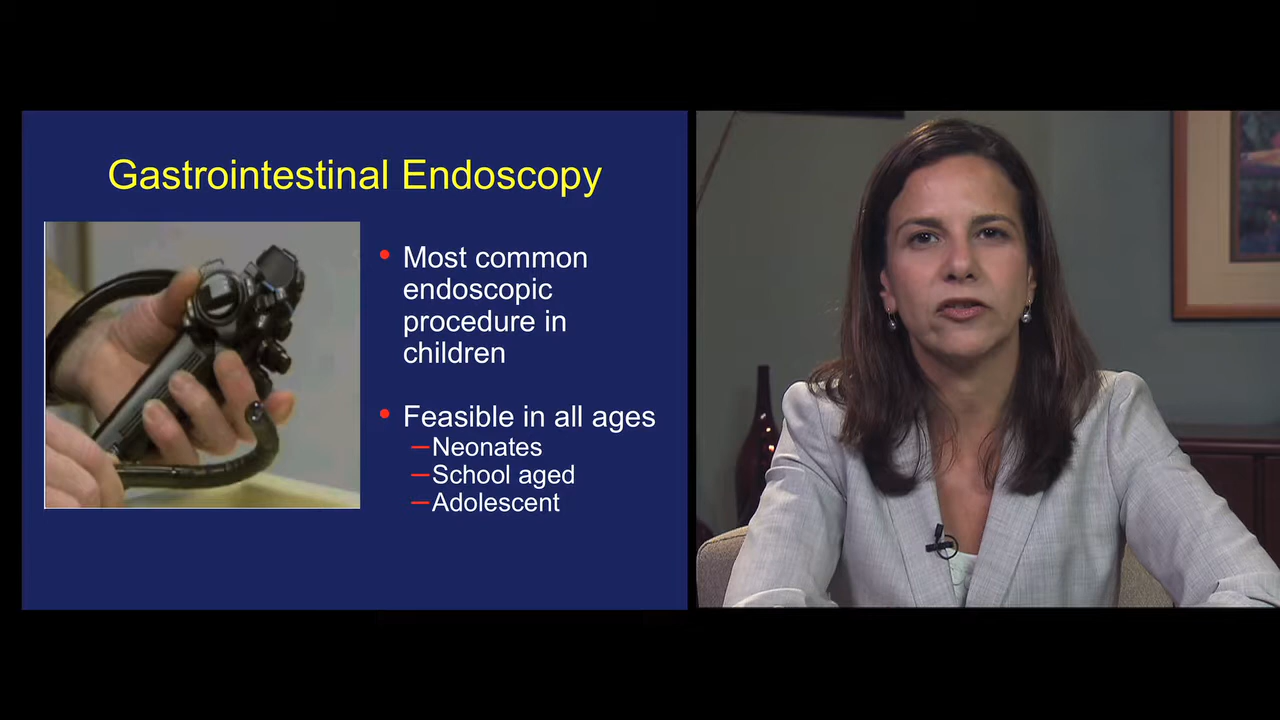 Gastrointestinal Endoscopy
• Most common
endoscopic
procedure in
children
• Feasible in all ages
—Neonates
—School aged
—Adolescent